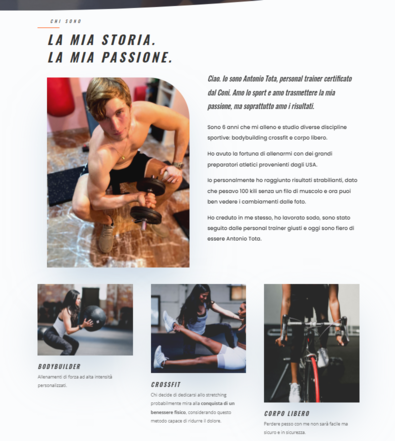 CHI SONO
LA MIA STORIA.
LA MIA PASSIONE.
Ciao. Io sono Antonio Tota, personal trainer certificato
dal Coni. Amo lo sport e amo trasmettere la mia
passione, ma soprattutto amo i risultati.
Sono 6 anni che mi alleno e studio diverse discipline
sportive: bodybuilding crossfit e corpo libero.
Ho avuto la fortuna di allenarmi con dei grandi
preparatori atletici provenienti dagli USA.
Io personalmente ho raggiunto risultati strabilianti, dato
che pesavo 100 kili senza un filo di muscolo e ora puoi
ben vedere i cambiamenti dalle foto.
Ho creduto in me stesso, ho lavorato sodo, sono stato
seguito dalle personal trainer giusti e oggi sono fiero di
essere Antonio Tota.
BODYBUILDER
Allenamenti di forza ad alta intensità
personalizzati.
CROSSFIT
Chi decide di dedicarsi allo stretching
probabilmente mira alla conquista di un
benessere fisico, considerando questo
metodo capace di ridurre il dolore.
CORPO LIBERO
Perdere passo con me non sarà facile ma
sicuro e in sicurezza.